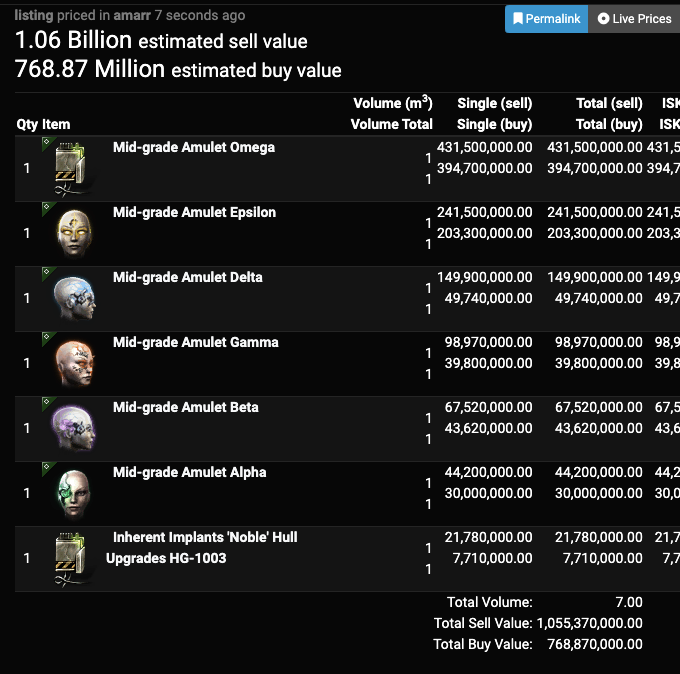 listing priced in amarr 7 seconds ago
Permalink
Live Prices
1.06 Billion estimated sell value
768.87 Million estimated buy value
Volume (m³) Single (sell) Total (sell) ISK
Qty Item Volume Total Single (buy) Total (buy) ISK
Mid-grade Amulet Omega 431,500,000.00 431,500,000.00 431,5
1
1 394,700,000.00 394,700,000.00 394,7
1
Mid-grade Amulet Epsilon 241,500,000.00 241,500,000.00 241,5
1
1 203,300,000.00 203,300,000.00 203,3
1
Mid-grade Amulet Delta 149,900,000.00 149,900,000.00 149,9
1
1 49,740,000.00 49,740,000.00 49,7
1
Mid-grade Amulet Gamma 98,970,000.00 98,970,000.00 98,9
1
1 39,800,000.00 39,800,000.00 39,8
1
Mid-grade Amulet Beta 67,520,000.00 67,520,000.00 67,5
1
1 43,620,000.00 43,620,000.00 43,6
1
Mid-grade Amulet Alpha 44,200,000.00 44,200,000.00 44,2
1
1 30,000,000.00 30,000,000.00 30,0
1
Inherent Implants 'Noble' Hull 21,780,000.00 21,780,000.00 21,7
1
1 Upgrades HG-1003 7,710,000.00 7,710,000.00 7,7
1
Total Volume: 7.00
Total Sell Value: 1,055,370,000.00
Total Buy Value: 768,870,000.00